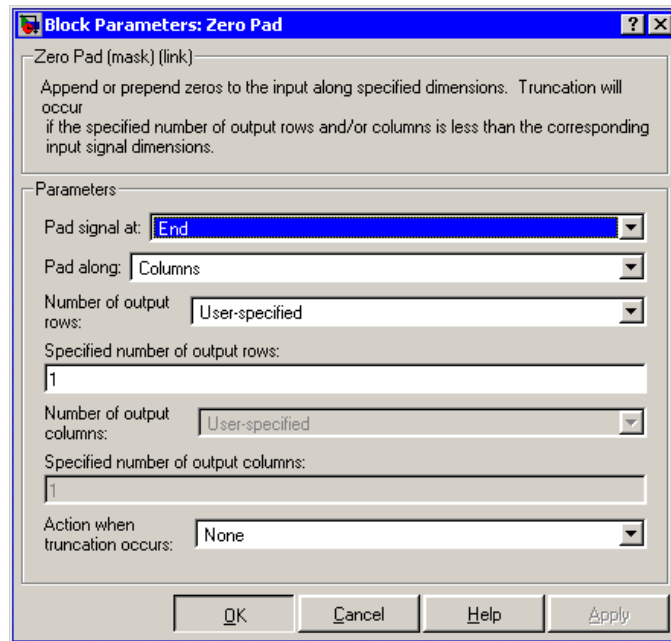 Block Parameters: Zero Pad
Zero Pad (mask) (link)
Append or prepend zeros to the input along specified dimensions. Truncation will
occur
if the specified number of output rows and/or columns is less than the corresponding
input signal dimensions.
Parameters
Pad signal at: End
Pad along: Columns
Number of output
rows: User-specified
Specified number of output rows:
1
Number of output
columns: User-specified
Specified number of output columns:
1
Action when
truncation occurs: None
OK Cancel Help Apply